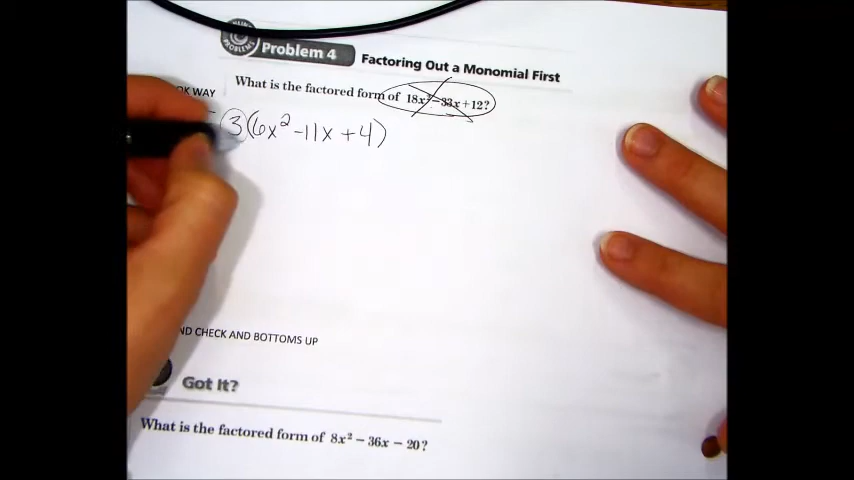 Problem 4 Factoring Out a Monomial First
OK WAY
What is the factored form of 18x² − 33x + 12?
3(6x² - 11x + 4)
ND CHECK AND BOTTOMS UP
Got It?
What is the factored form of 8x² − 36x − 20?